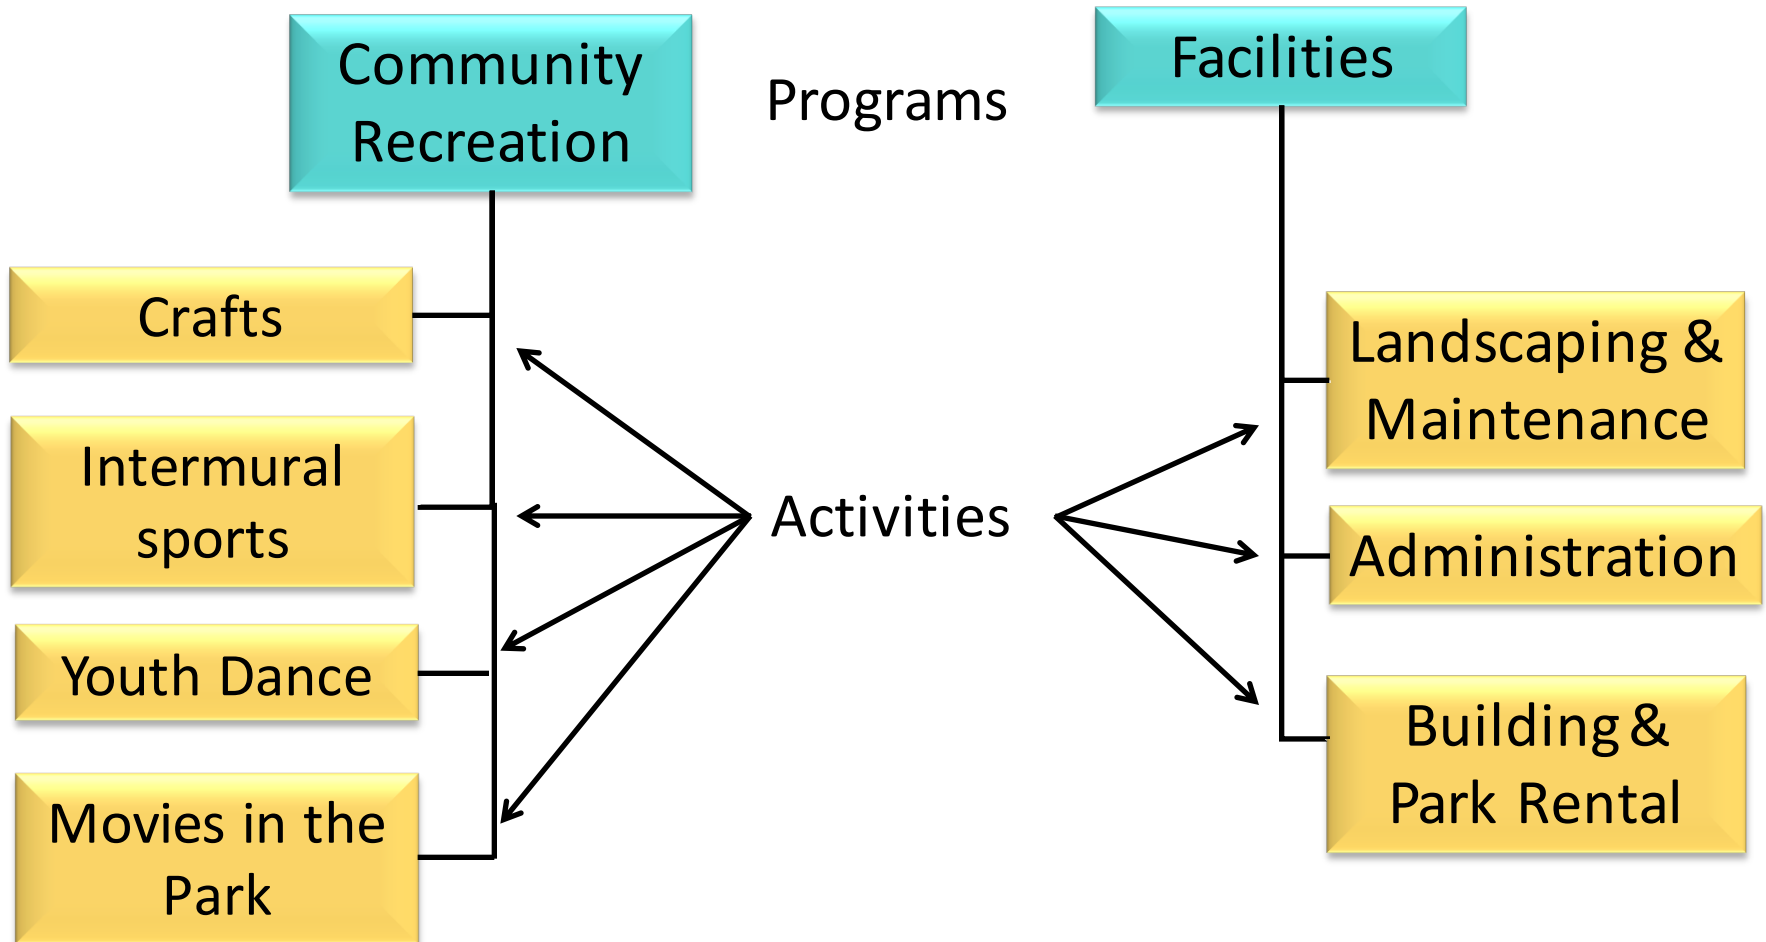 Community
Recreation
Programs
Facilities
Crafts
Intermural
sports
Youth Dance
Movies in the
Park
Activities
Landscaping &
Maintenance
Administration
Building &
Park Rental